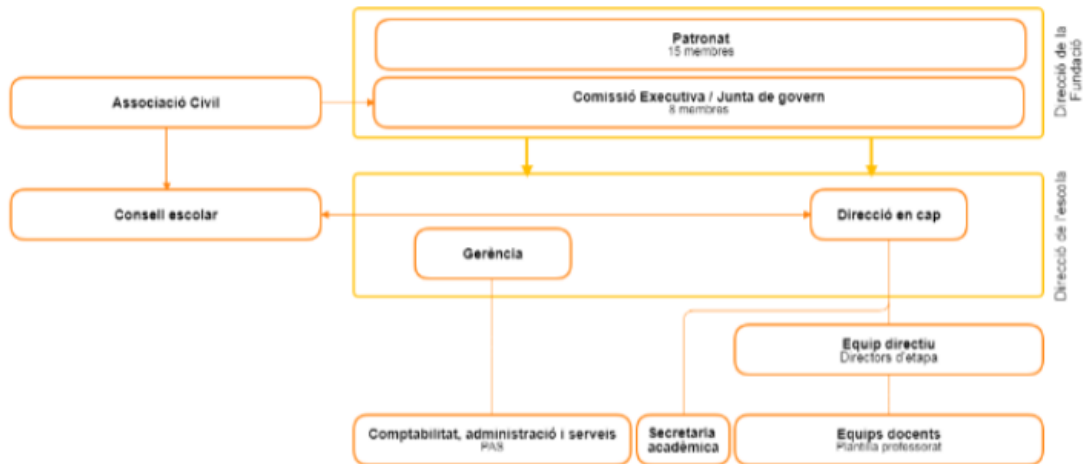 Patronat
15 membres
Direcció de la
Fundació
Associació Civil
Comissió Executiva / Junta de govern
8 membres
Consell escolar
Direcció en cap
Direcció de l'escola
Gerència
Equip directiu
Directors d'etapa
Comptabilitat, administració i serveis
PAS
Secretaria
acadèmica
Equips docents
Plantilla professorat